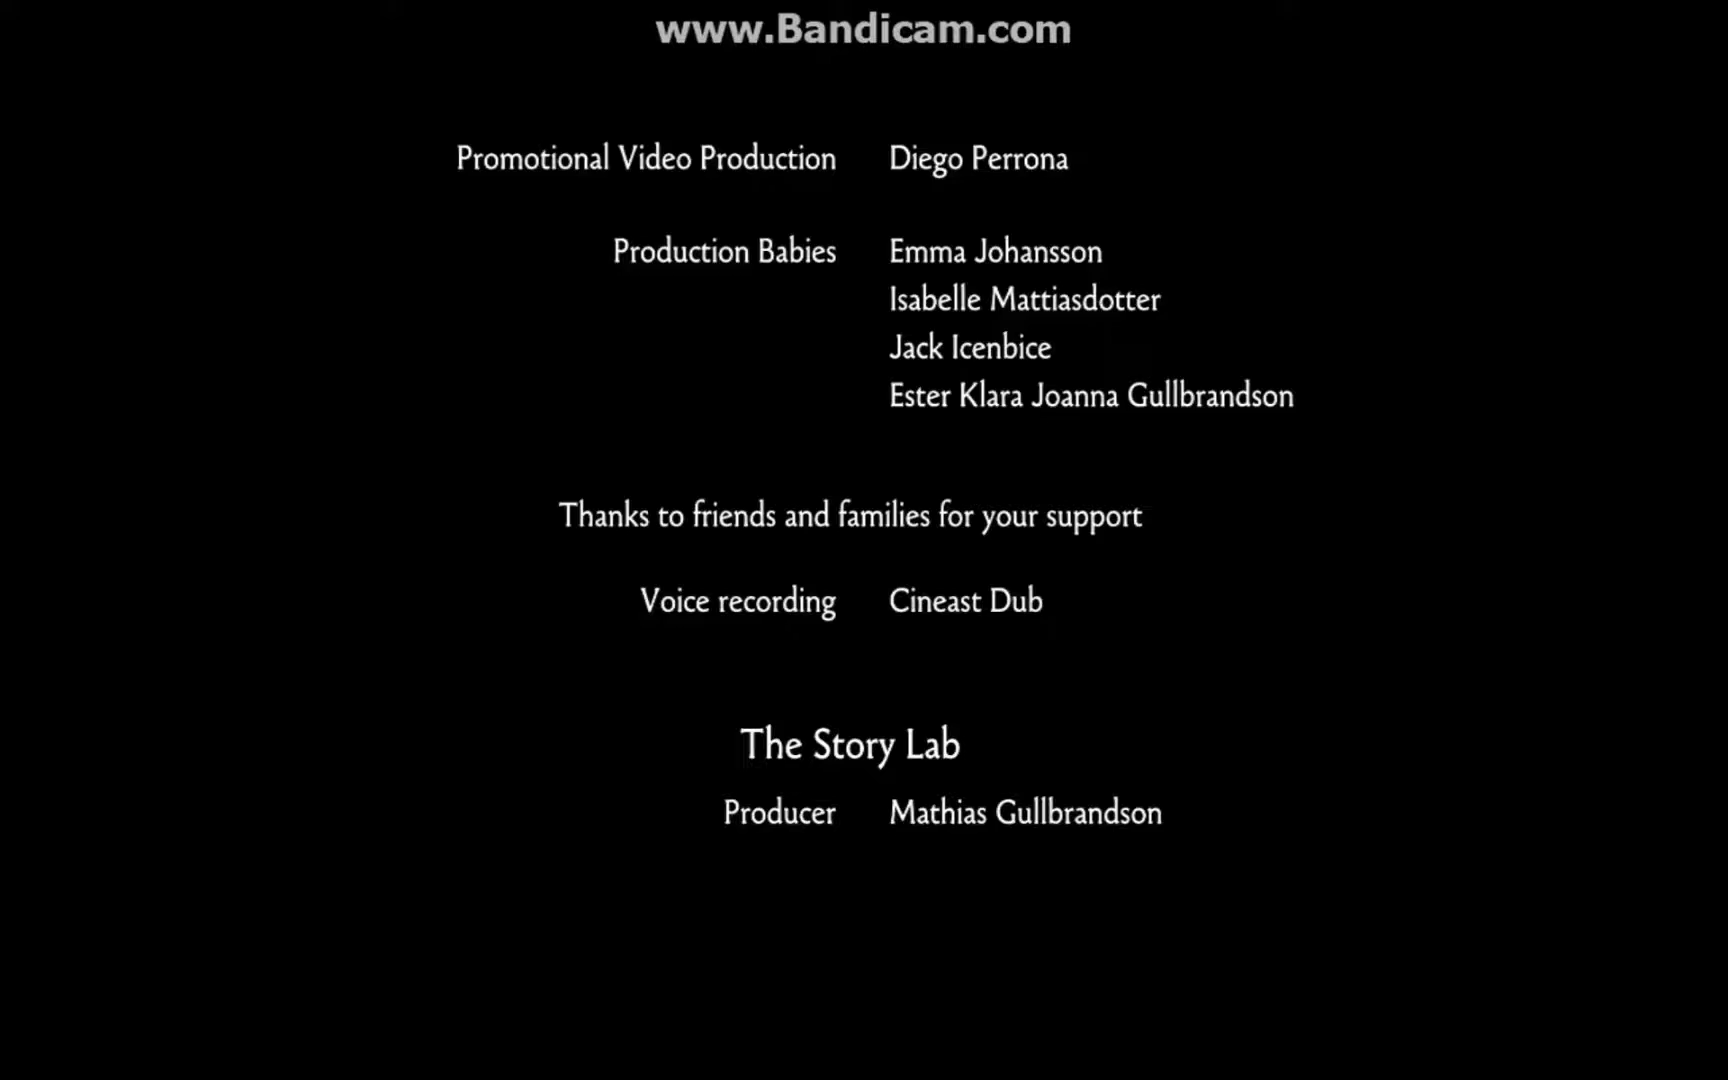 www.Bandicam.com
Promotional Video Production Diego Perrona
Production Babies Emma Johansson
Isabelle Mattiasdotter
Jack Icenbice
Ester Klara Joanna Gullbrandson
Thanks to friends and families for your support
Voice recording Cineast Dub
The Story Lab
Producer Mathias Gullbrandson